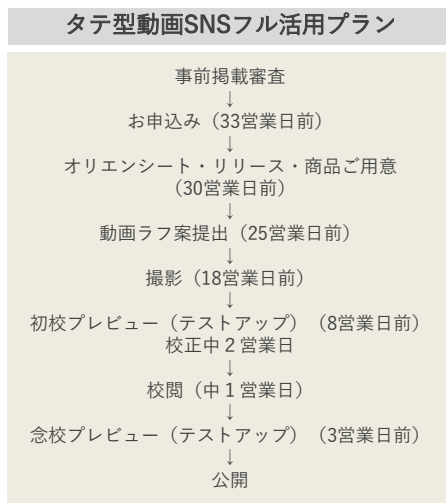 タテ型動画SNSフル活用プラン
事前掲載審査
↓
お申込み（33営業日前）
↓
オリエンシート・リリース・商品ご用意
（30営業日前）
↓
動画ラフ案提出（25営業日前）
↓
撮影（18営業日前）
↓
初校プレビュー（テストアップ）（8営業日前）
校正中２営業日
↓
校閲（中１営業日）
↓
念校プレビュー（テストアップ）（3営業日前）
↓
公開